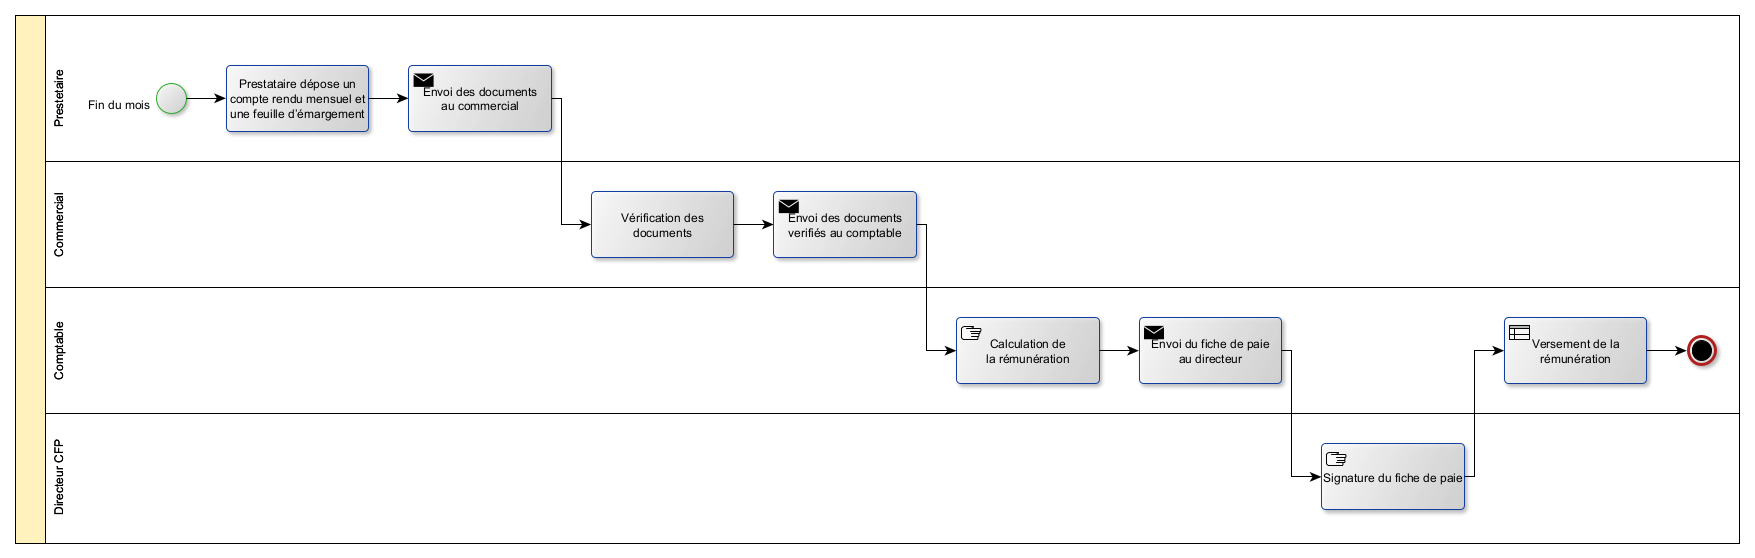 Prestetaire
Fin du mois
Prestataire dépose un
compte rendu mensuel et
une feuille d'émargement
Envoi des documents
au commercial
Commercial
Vérification des
documents
Envoi des documents
verifiés au comptable
Comptable
Calculation de
la rémunération
Envoi du fiche de paie
au directeur
Versement de la
rémunération
Directeur CFP
Signature du fiche de paie